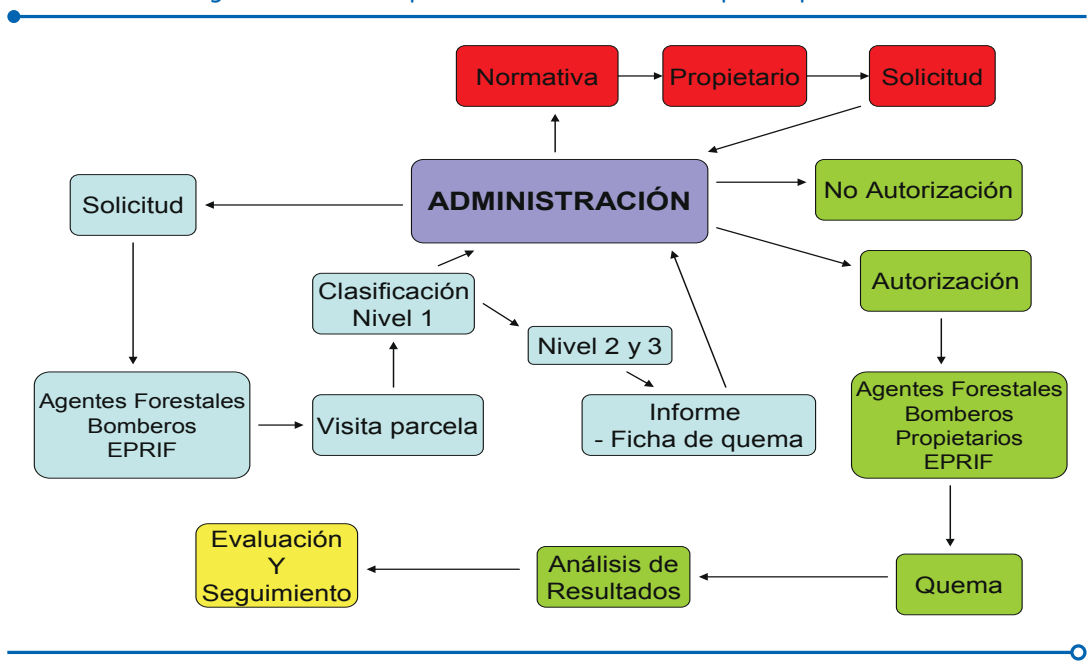 Normativa
Propietario
Solicitud
ADMINISTRACIÓN
No Autorización
Solicitud
Autorización
Clasificación
Nivel 1
Nivel 2 y 3
Agentes Forestales
Bomberos
EPRIF
Visita parcela
Informe
- Ficha de quema
Agentes Forestales
Bomberos
Propietarios
EPRIF
Evaluación
Y
Seguimiento
Análisis de
Resultados
Quema